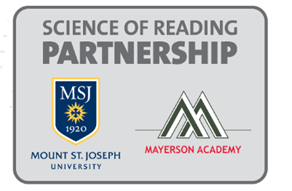 SCIENCE OF READING
PARTNERSHIP
MSJ
1920
MOUNT ST. JOSEPH
UNIVERSITY
MAYERSON ACADEMY